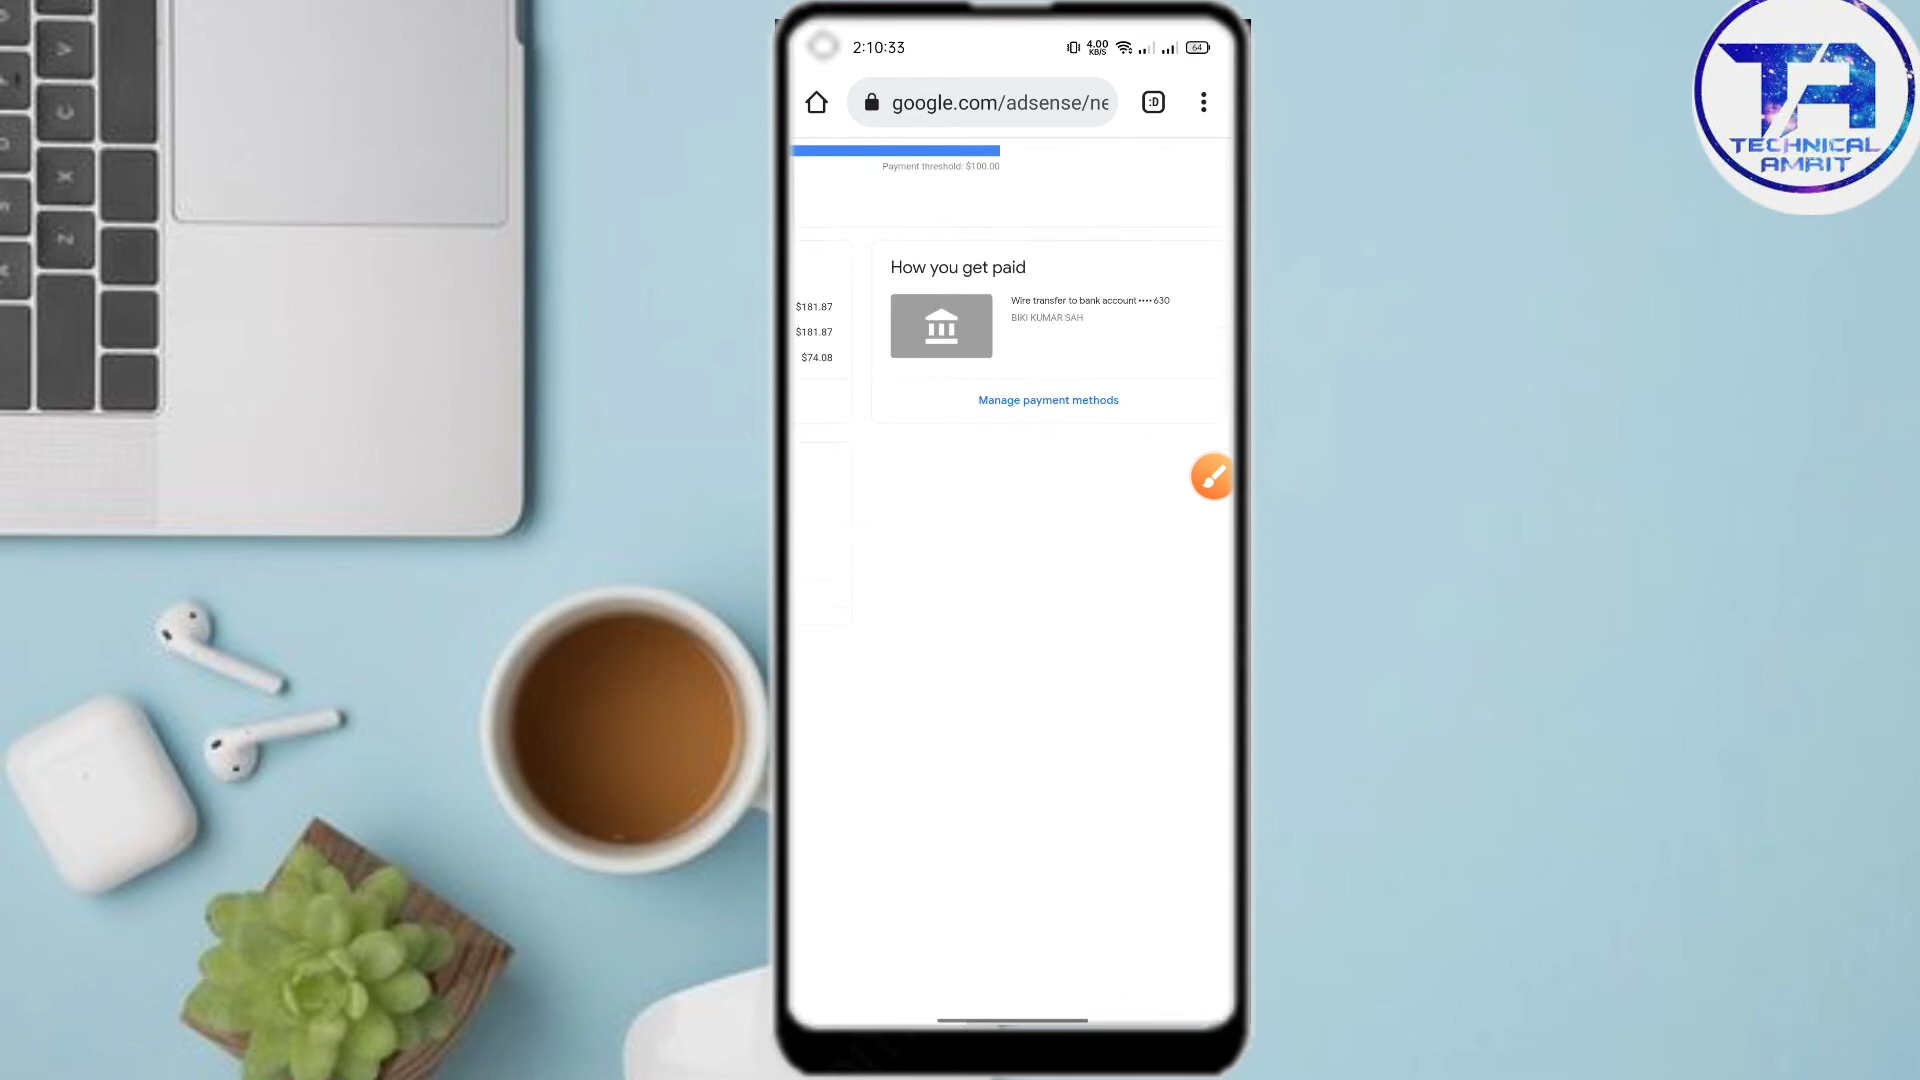 2:10:33
4.00
KB/S
64
google.com/adsense/ne
:D
Payment threshold: $100.00
How you get paid
$181.87
$181.87
$74.08
Wire transfer to bank account •••• 630
BIKI KUMAR SAH
Manage payment methods
TA
TECHNICAL
AMRIT
V
C
X
Z